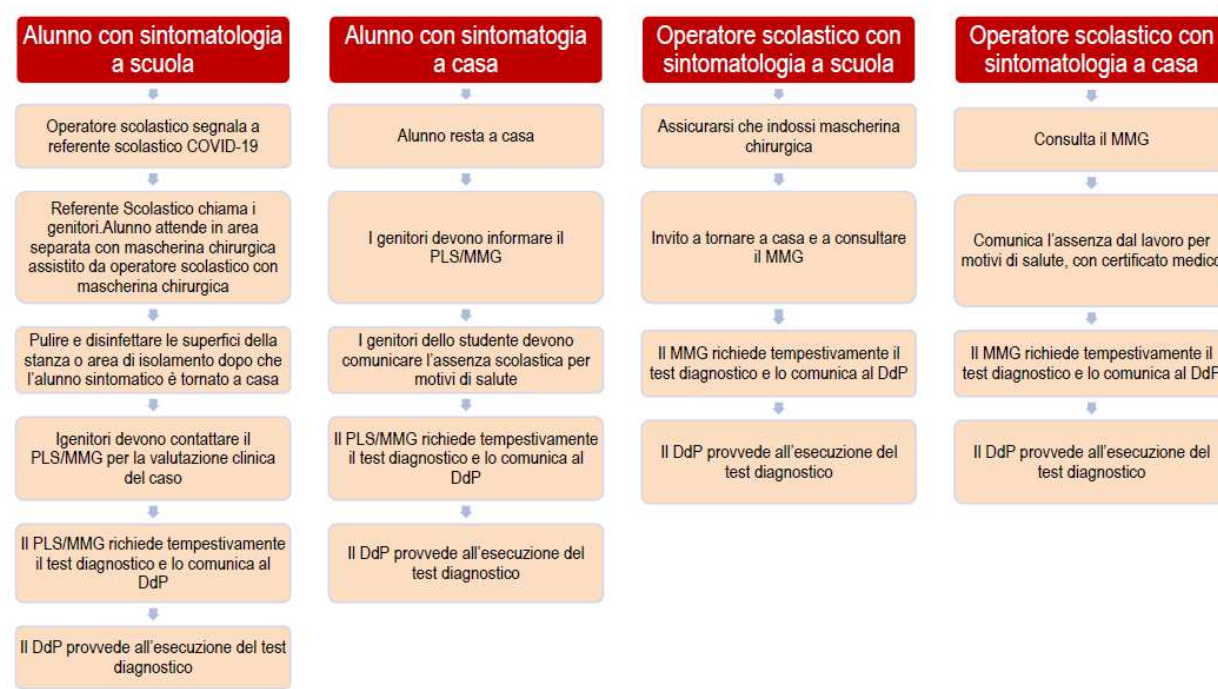 Alunno con sintomatologia
a scuola
Operatore scolastico segnala a
referente scolastico COVID-19
Referente Scolastico chiama i
genitori.Alunno attende in area
separata con mascherina chirurgica
assistito da operatore scolastico con
mascherina chirurgica
Pulire e disinfettare le superfici della
stanza o area di isolamento dopo che
l'alunno sintomatico è tornato a casa
Igenitori devono contattare il
PLS/MMG per la valutazione clinica
del caso
Il PLS/MMG richiede tempestivamente
il test diagnostico e lo comunica al
DdP
Il DdP provvede all'esecuzione del test
diagnostico
Alunno con sintomatogia
a casa
Alunno resta a casa
I genitori devono informare il
PLS/MMG
I genitori dello studente devono
comunicare l'assenza scolastica per
motivi di salute
Il PLS/MMG richiede tempestivamente
il test diagnostico e lo comunica al
DdP
Il DdP provvede all'esecuzione del
test diagnostico
Operatore scolastico con
sintomatologia a scuola
Assicurarsi che indossi mascherina
chirurgica
Invito a tornare a casa e a consultare
il MMG
Il MMG richiede tempestivamente il
test diagnostico e lo comunica al DdP
Il DdP provvede all'esecuzione del
test diagnostico
Operatore scolastico con
sintomatologia a casa
Consulta il MMG
Comunica l'assenza dal lavoro per
motivi di salute, con certificato medico
Il MMG richiede tempestivamente il
test diagnostico e lo comunica al DdP
Il DdP provvede all'esecuzione del
test diagnostico